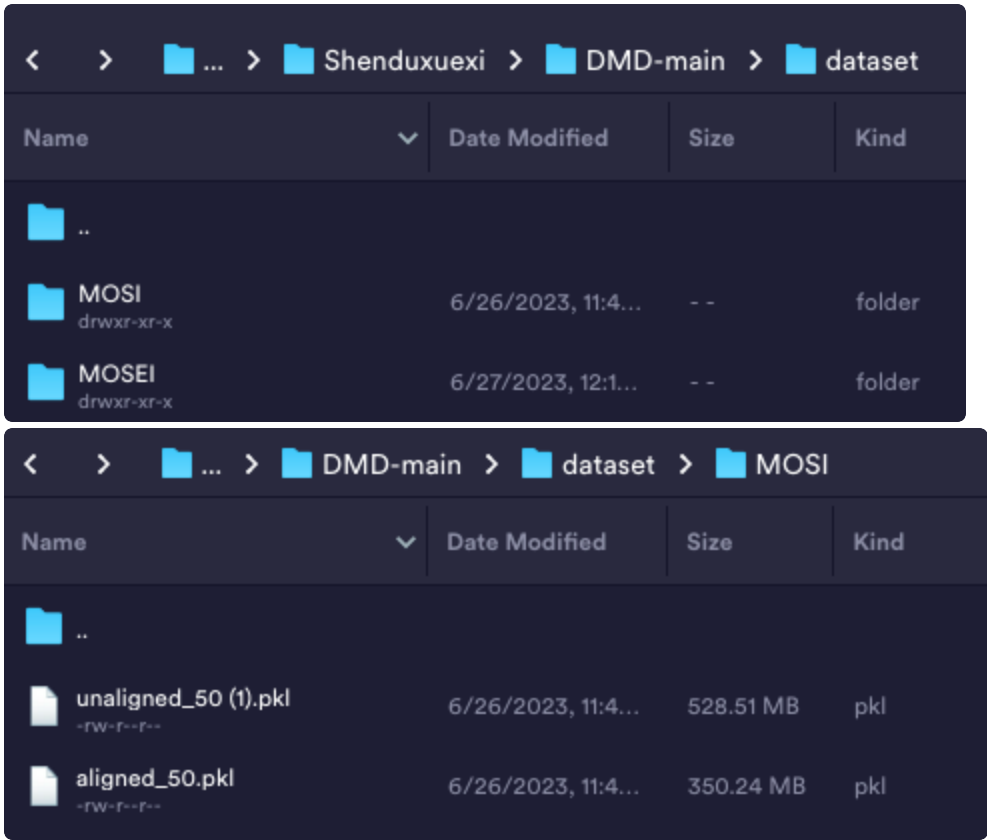 < > ... > Shenduxuexi > DMD-main > dataset
Name Date Modified Size Kind
..
MOSI 6/26/2023, 11:4... - - folder
drwxr-xr-x
MOSEI 6/27/2023, 12:1... - - folder
drwxr-xr-x
< > ... > DMD-main > dataset > MOSI
Name Date Modified Size Kind
..
unaligned_50 (1).pkl 6/26/2023, 11:4... 528.51 MB pkl
-rw-r--r--
aligned_50.pkl 6/26/2023, 11:4... 350.24 MB pkl
-rw-r--r--